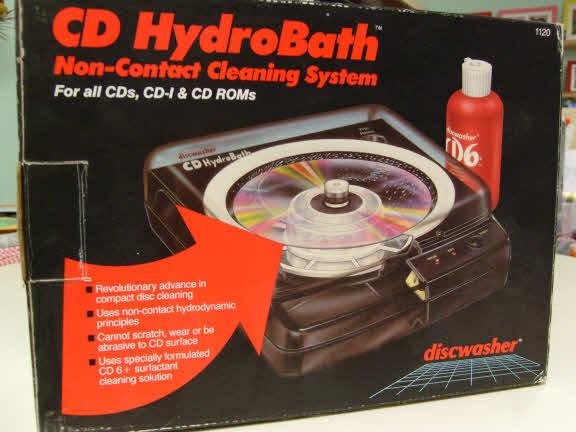 CD HydroBath™
1120
Non-Contact Cleaning System
For all CDs, CD-I & CD ROMs
discwasher
CD HydroBath
discwasher
CD6
Revolutionary advance in
compact disc cleaning
Uses non-contact hydrodynamic
principles
Cannot scratch, wear or be
abrasive to CD surface
Uses specially formulated
CD 6+ surfactant
cleaning solution
discwasher®